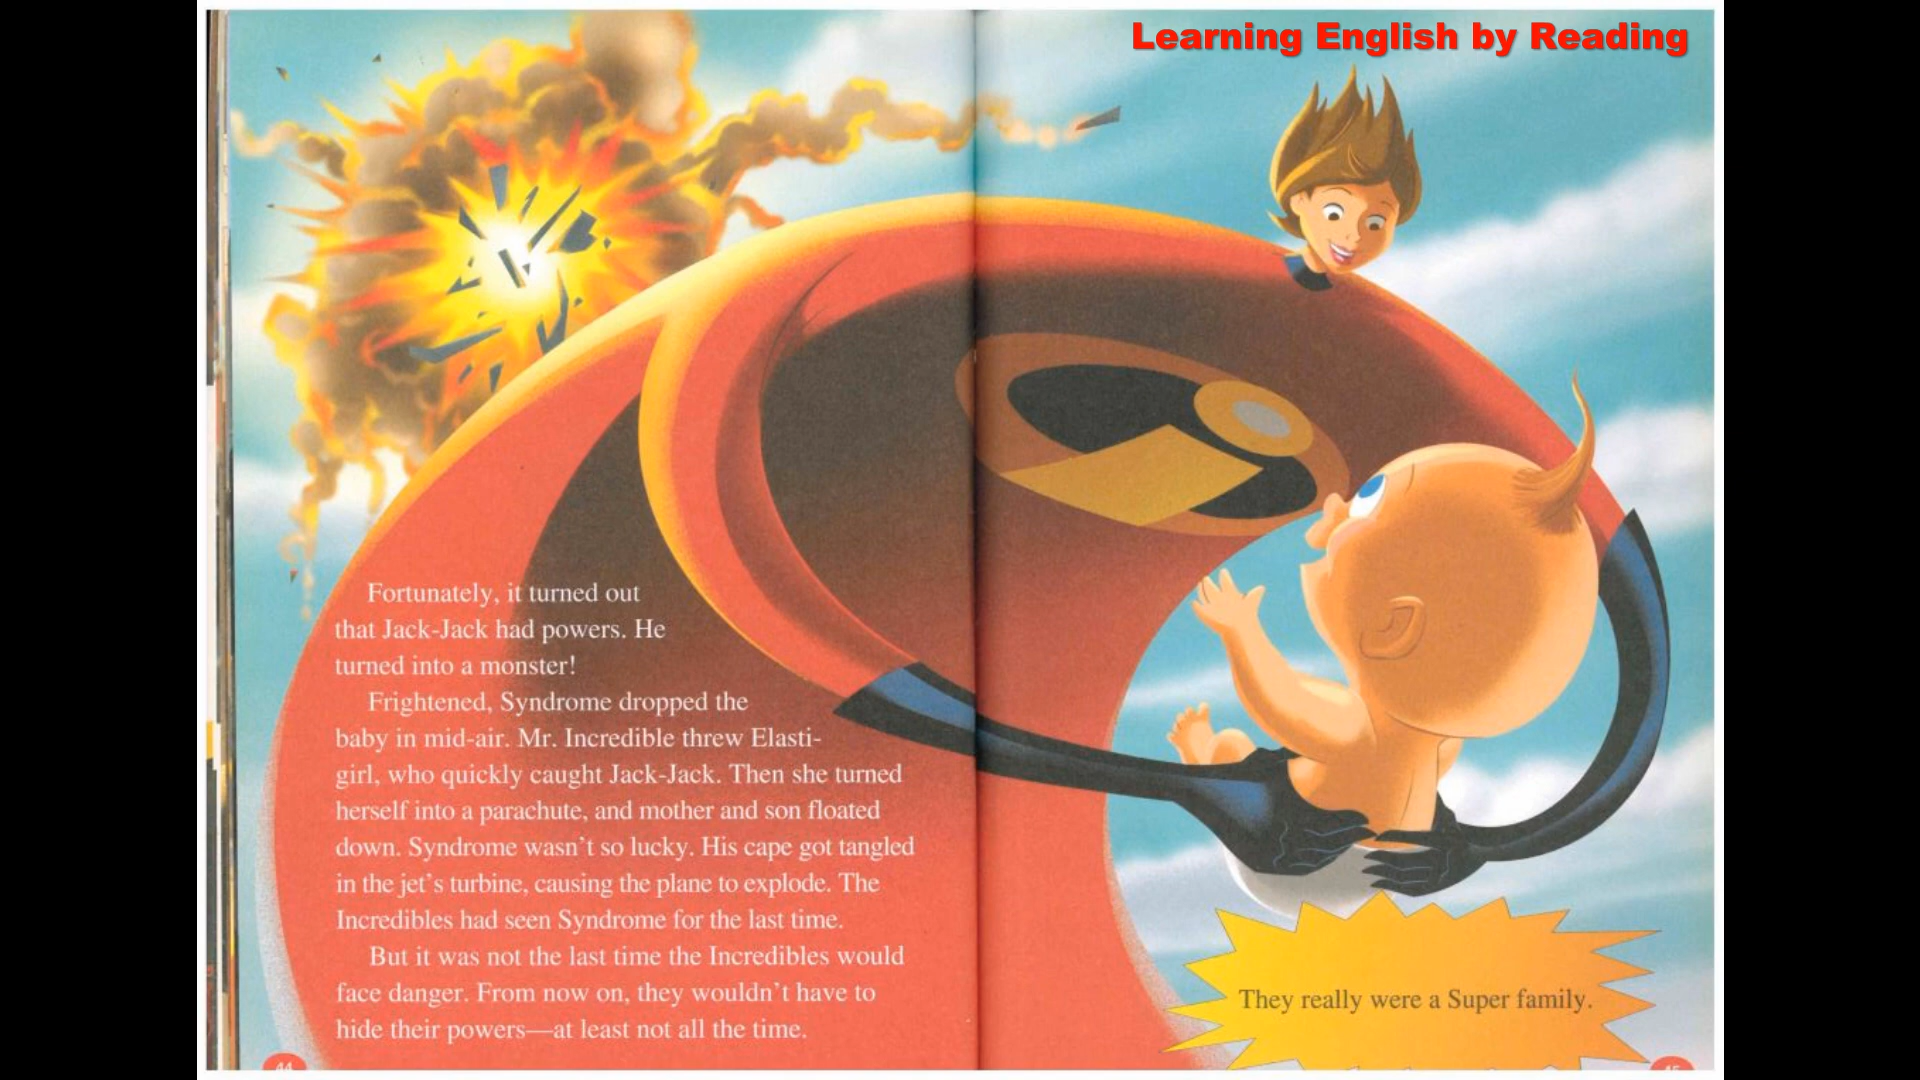 Learning English by Reading
Fortunately, it turned out
that Jack-Jack had powers. He
turned into a monster!
Frightened, Syndrome dropped the
baby in mid-air. Mr. Incredible threw Elasti-
girl, who quickly caught Jack-Jack. Then she turned
herself into a parachute, and mother and son floated
down. Syndrome wasn't so lucky. His cape got tangled
in the jet's turbine, causing the plane to explode. The
Incredibles had seen Syndrome for the last time.
But it was not the last time the Incredibles would
face danger. From now on, they wouldn't have to
hide their powers—at least not all the time.
They really were a Super family.
44
45